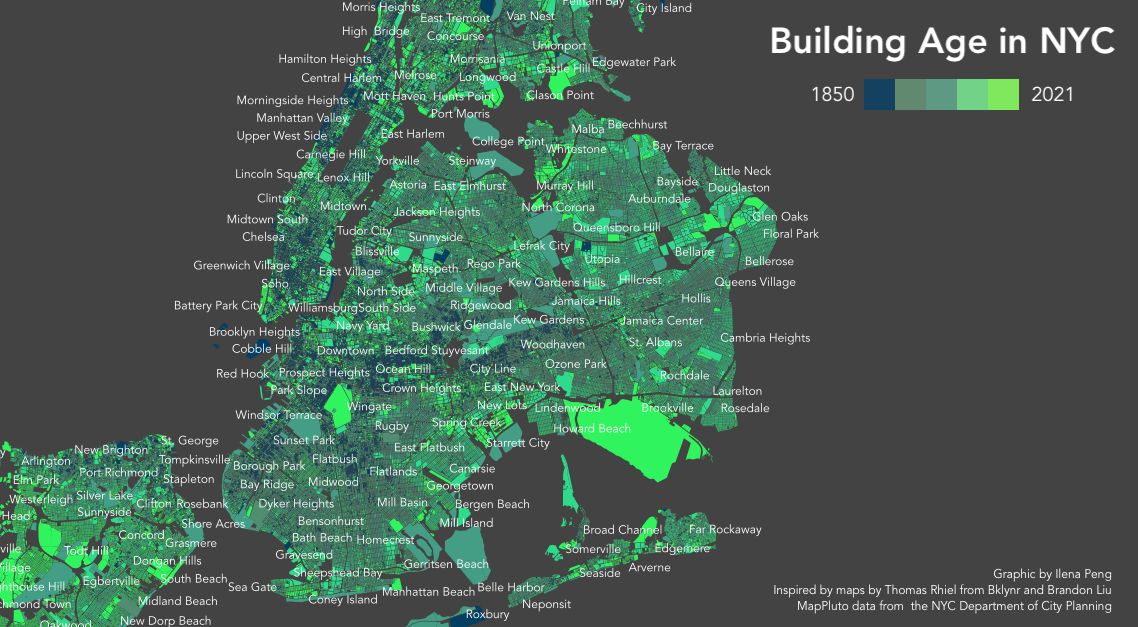 Building Age in NYC
1850
2021
Morris Heights
East Tremont
Van Nest
Pelham Bay
City Island
High Bridge
Concourse
Unionport
Hamilton Heights
Morrisania
Castle Hill
Edgewater Park
Central Harlem
Melrose
Longwood
Morningside Heights
Mott Haven
Hunts Point
Clason Point
Manhattan Valley
Port Morris
Upper West Side
East Harlem
College Point
Malba
Beechhurst
Whitestone
Bay Terrace
Carnegie Hill
Yorkville
Steinway
Lincoln Square
Lenox Hill
Astoria
East Elmhurst
Murray Hill
Bayside
Little Neck
Douglaston
Clinton
Midtown
Jackson Heights
North Corona
Auburndale
Midtown South
Tudor City
Queensboro Hill
Glen Oaks
Chelsea
Sunnyside
Lefrak City
Floral Park
Blissville
Utopia
Bellaire
Bellerose
Greenwich Village
East Village
Maspeth
Rego Park
Soho
North Side
Middle Village
Kew Gardens Hills
Hillcrest
Queens Village
Battery Park City
Williamsburg
South Side
Ridgewood
Jamaica Hills
Hollis
Brooklyn Heights
Navy Yard
Bushwick
Glendale
Kew Gardens
Jamaica Center
Cobble Hill
Downtown
Bedford Stuyvesant
Woodhaven
St. Albans
Cambria Heights
Red Hook
Prospect Heights
Ocean Hill
City Line
Ozone Park
Rochdale
Park Slope
Crown Heights
East New York
Laurelton
Windsor Terrace
Wingate
New Lots
Lindenwood
Brookville
Rosedale
Rugby
Spring Creek
Howard Beach
Sunset Park
East Flatbush
Starrett City
St. George
New Brighton
Arlington
Tompkinsville
Borough Park
Flatbush
Flatlands
Canarsie
Port Richmond
Elm Park
Stapleton
Bay Ridge
Midwood
Georgetown
Westerleigh
Silver Lake
Clifton
Rosebank
Dyker Heights
Mill Basin
Bergen Beach
Head
Sunnyside
Shore Acres
Bensonhurst
Mill Island
Broad Channel
Far Rockaway
Concord
Grasmere
Bath Beach
Homecrest
ville
Todt Hill
Gravesend
Somerville
Edgemere
Dongan Hills
illage
Sheepshead Bay
Gerritsen Beach
Seaside
Arverne
hthouse Hill
Egbertville
South Beach
Sea Gate
Coney Island
Manhattan Beach
Belle Harbor
chmond Town
Midland Beach
Neponsit
Oakwood
New Dorp Beach
Roxbury
Graphic by Ilena Peng
Inspired by maps by Thomas Rhiel from Bklynr and Brandon Liu
MapPluto data from the NYC Department of City Planning